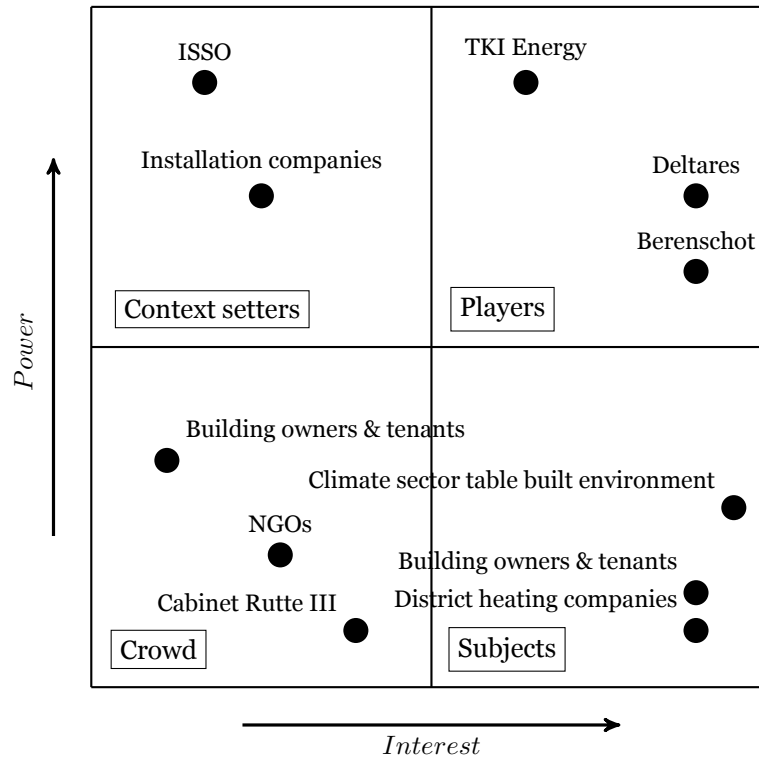 ISSO
TKI Energy
Installation companies
Deltares
Berenschot
Context setters
Players
Power
Building owners & tenants
Climate sector table built environment
NGOs
Building owners & tenants
Cabinet Rutte III
District heating companies
Crowd
Subjects
Interest